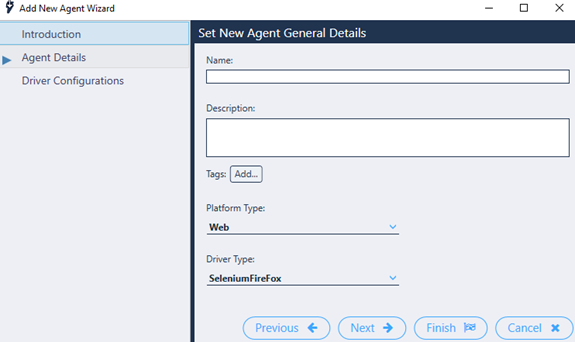 Add New Agent Wizard
Introduction
Agent Details
Driver Configurations
Set New Agent General Details
Name:
Description:
Tags: Add...
Platform Type:
Web
Driver Type:
SeleniumFireFox
Previous Next Finish Cancel